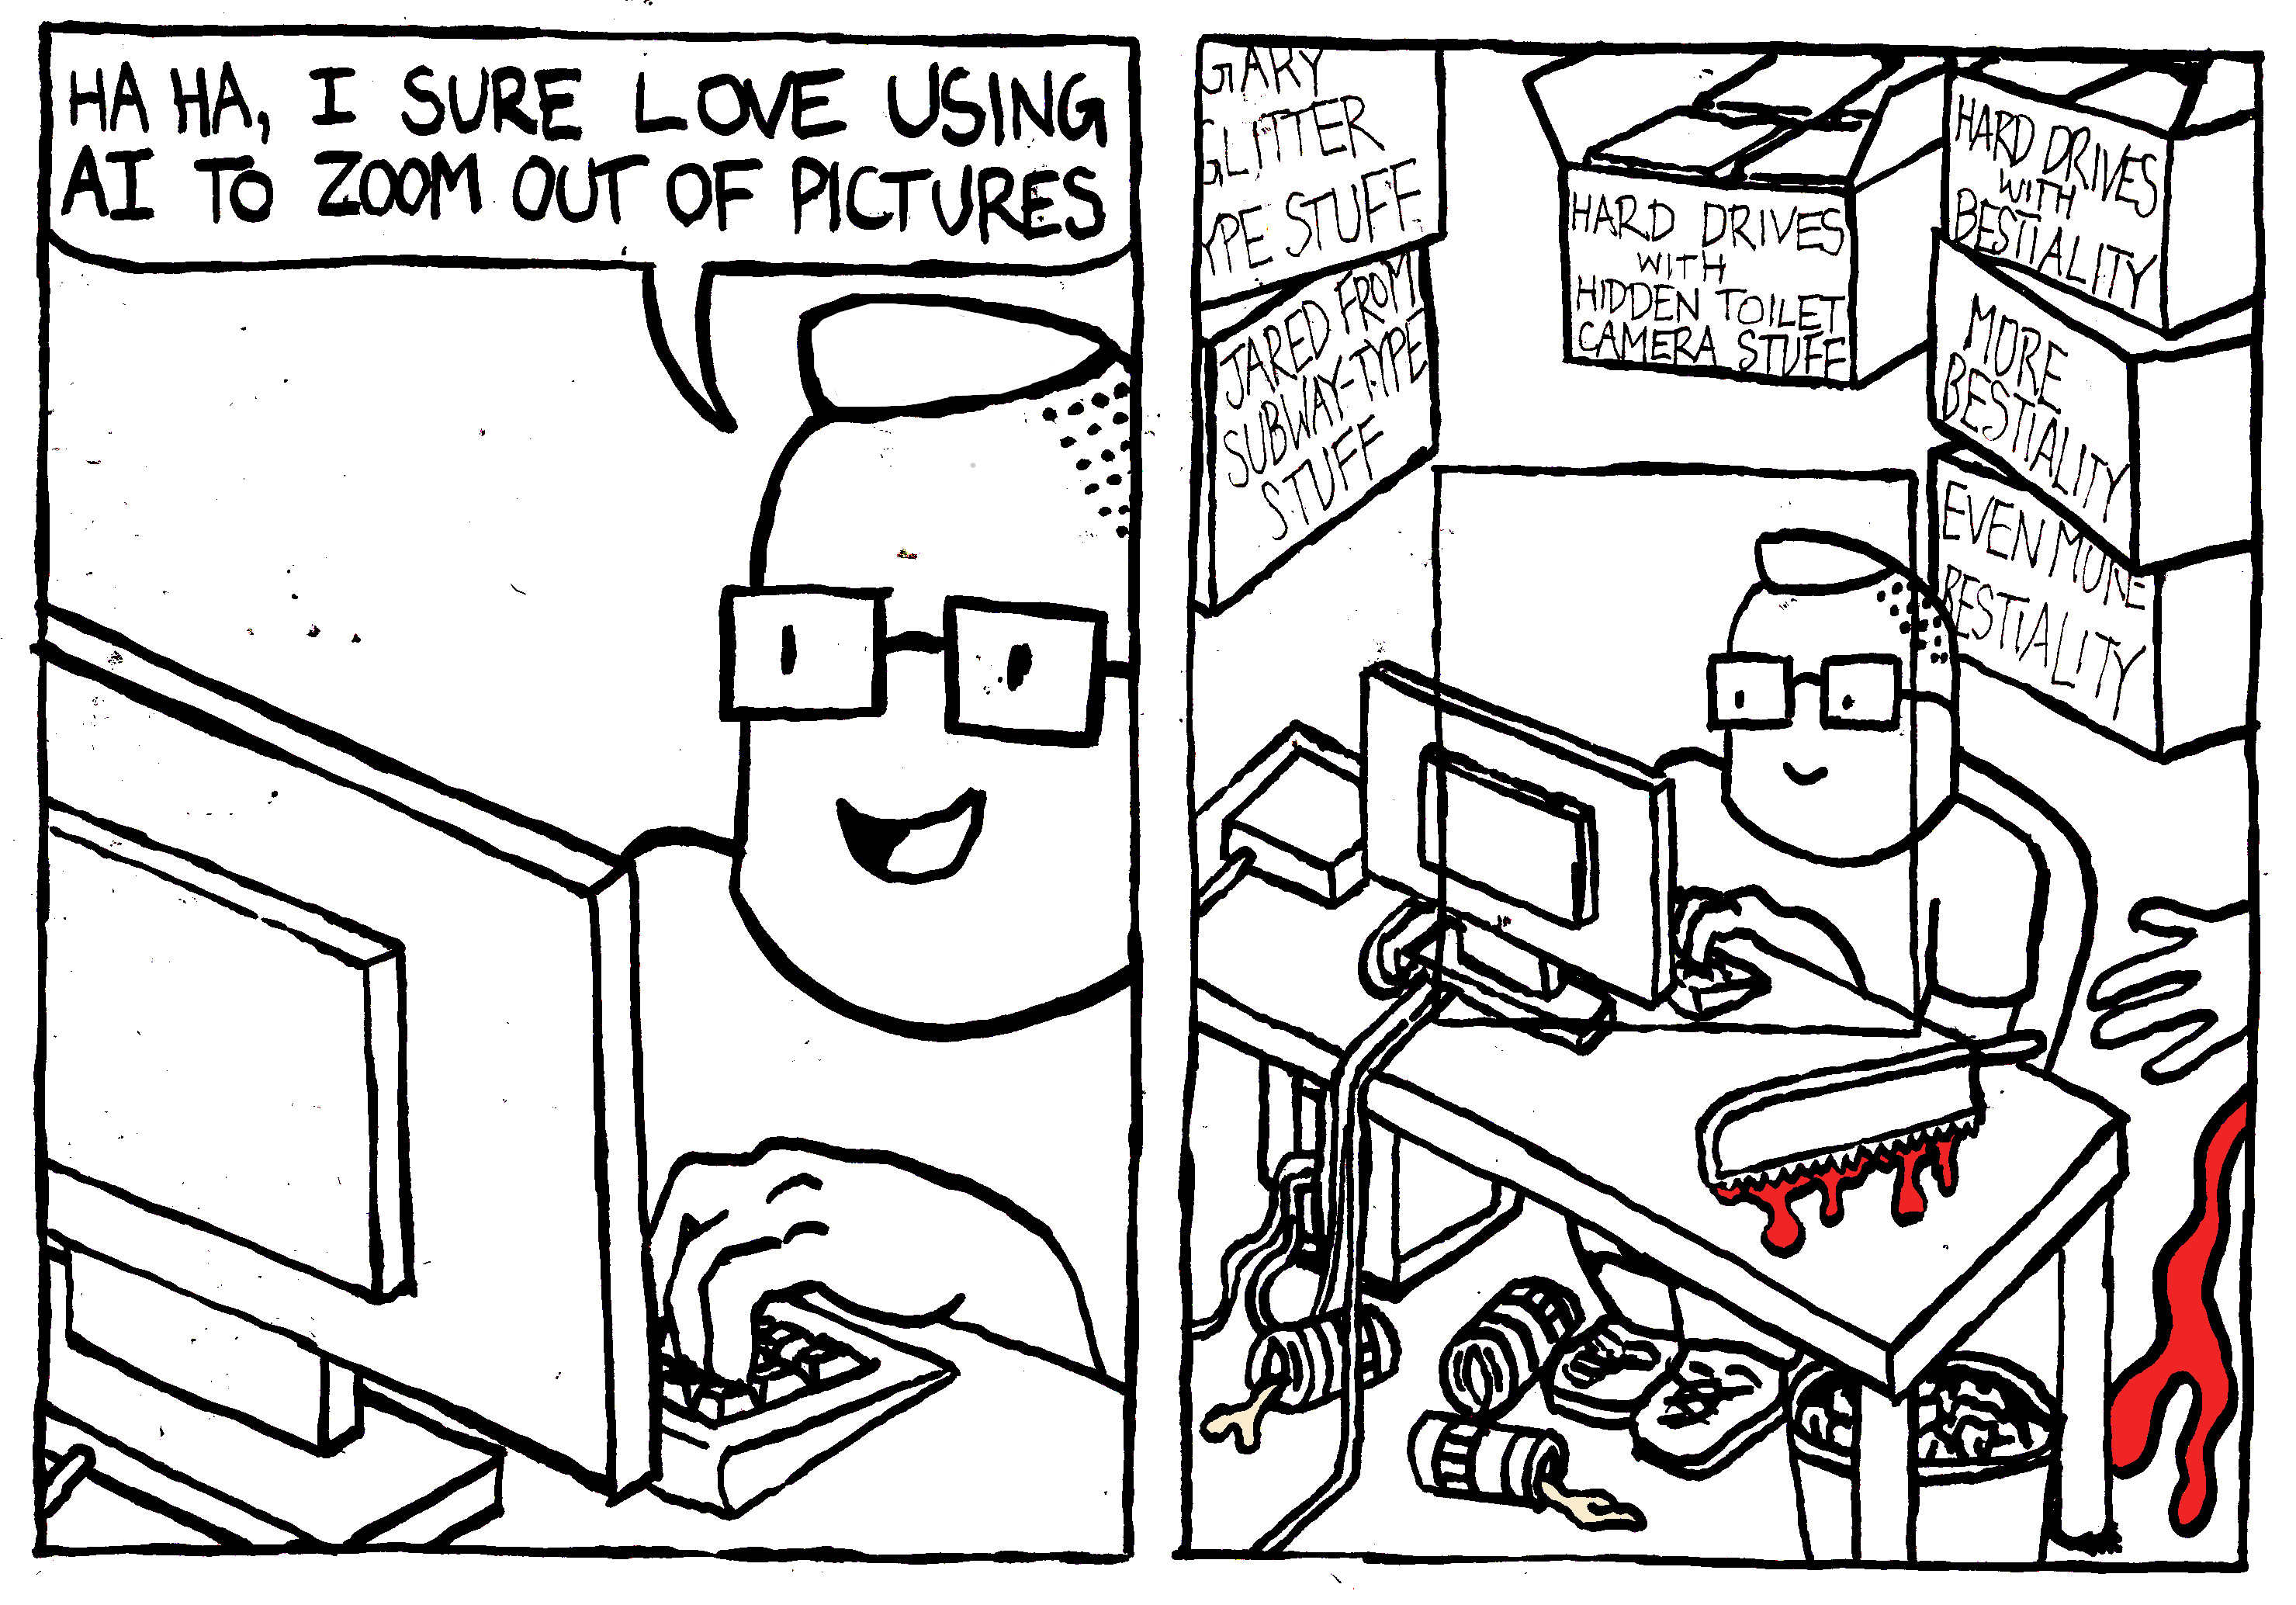 HA HA, I SURE LOVE USING
AI TO ZOOM OUT OF PICTURES
GARY
GLITTER
YPE STUFF
JARED FROM
SUBWAY-TYPE
STUFF
HARD DRIVES
WITH
HIDDEN TOILET
CAMERA STUFF
HARD DRIVES
WITH
BESTIALITY
MORE
BESTIALITY
EVEN MORE
BESTIALITY